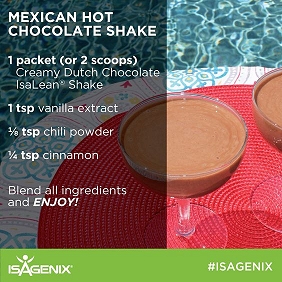 MEXICAN HOT
CHOCOLATE SHAKE
1 packet (or 2 scoops)
Creamy Dutch Chocolate
IsaLean® Shake
1 tsp vanilla extract
⅛ tsp chili powder
¼ tsp cinnamon
Blend all ingredients
and ENJOY!
ISAGENIX®
#ISAGENIX